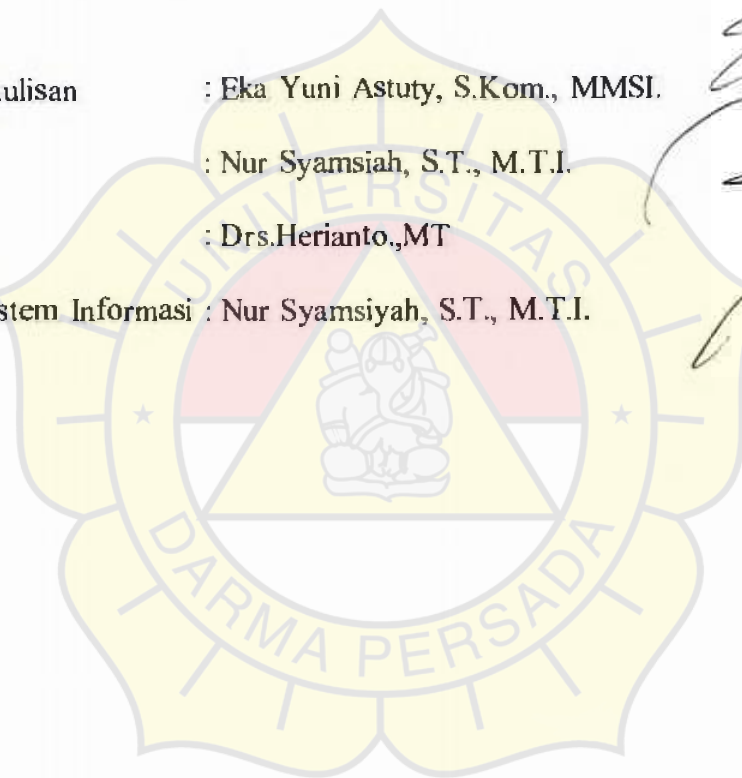 ulisan : Eka Yuni Astuty, S.Kom., MMSI.
: Nur Syamsiah, S.T., M.T.I.
: Drs.Herianto.,MT
stem Informasi : Nur Syamsiyah, S.T., M.T.I.
UNIVERSITAS
DARMA PERSADA